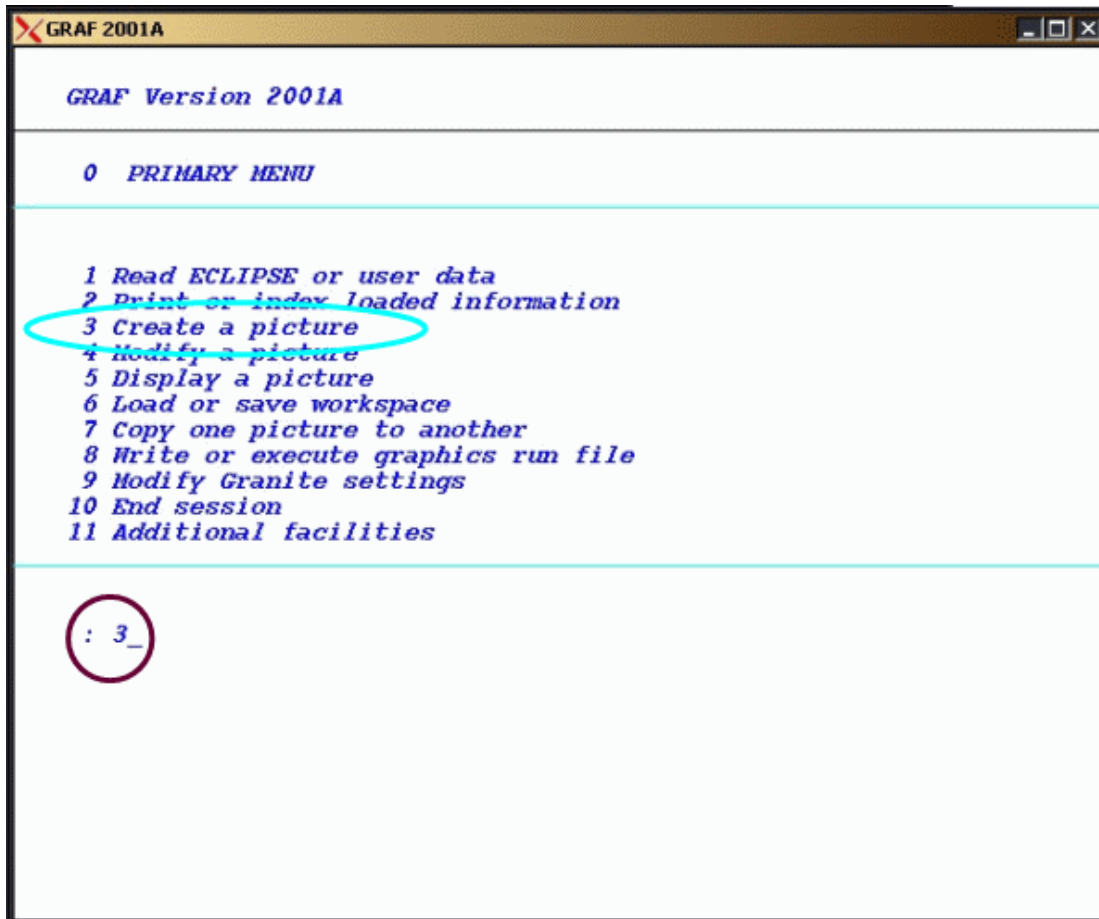 GRAF 2001A
GRAF Version 2001A
0 PRIMARY MENU
1 Read ECLIPSE or user data
2 Print or index loaded information
3 Create a picture
4 Modify a picture
5 Display a picture
6 Load or save workspace
7 Copy one picture to another
8 Write or execute graphics run file
9 Modify Granite settings
10 End session
11 Additional facilities
: 3_